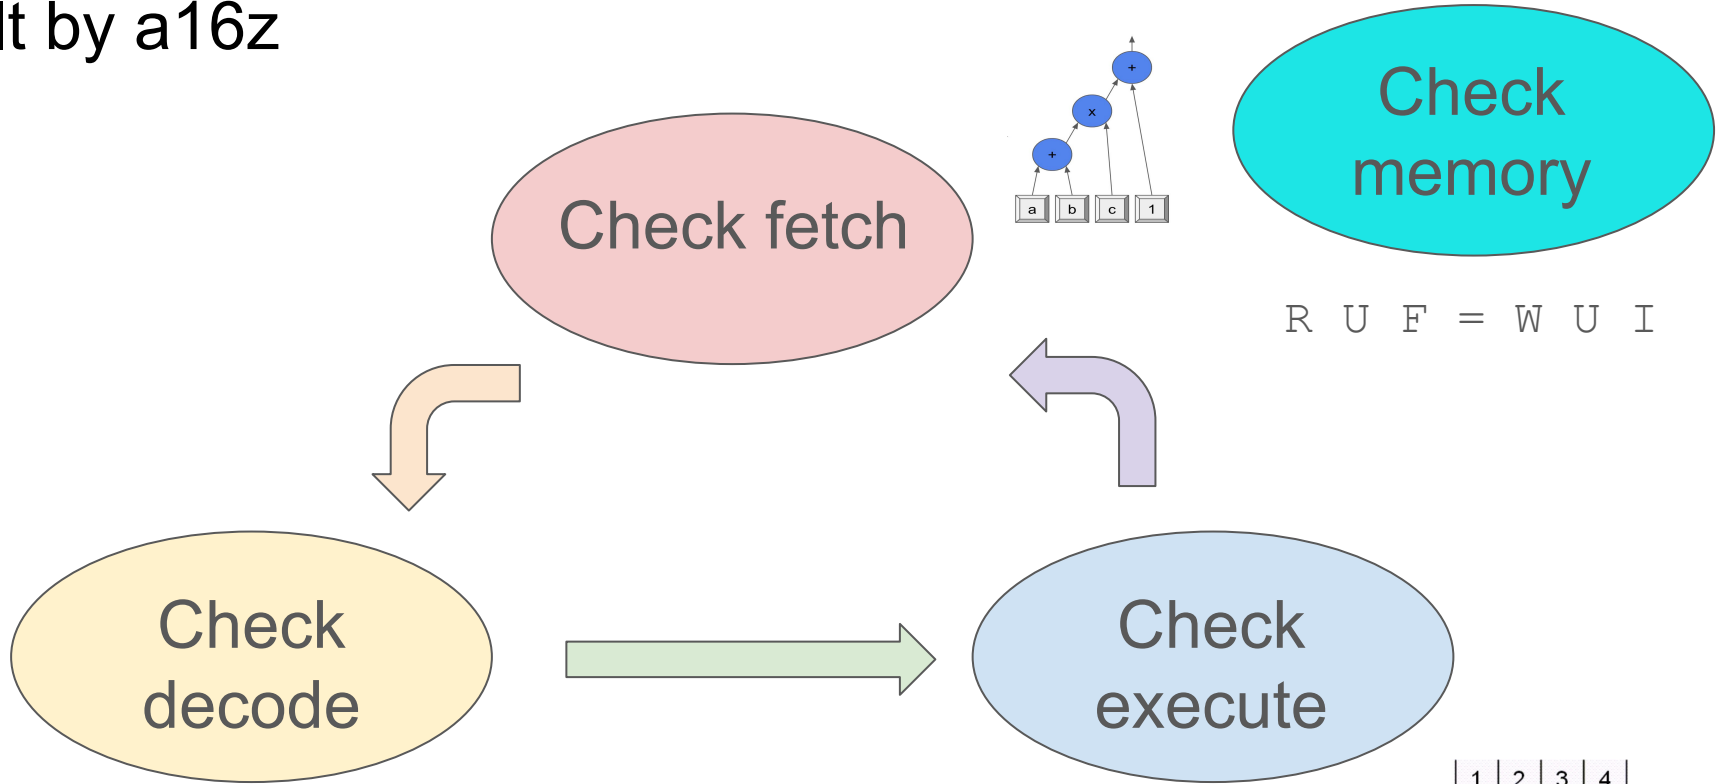 lt by a16z
Check
memory
+
x
+
a b c 1
Check fetch
R U F = W U I
Check
decode
Check
execute
1 2 3 4